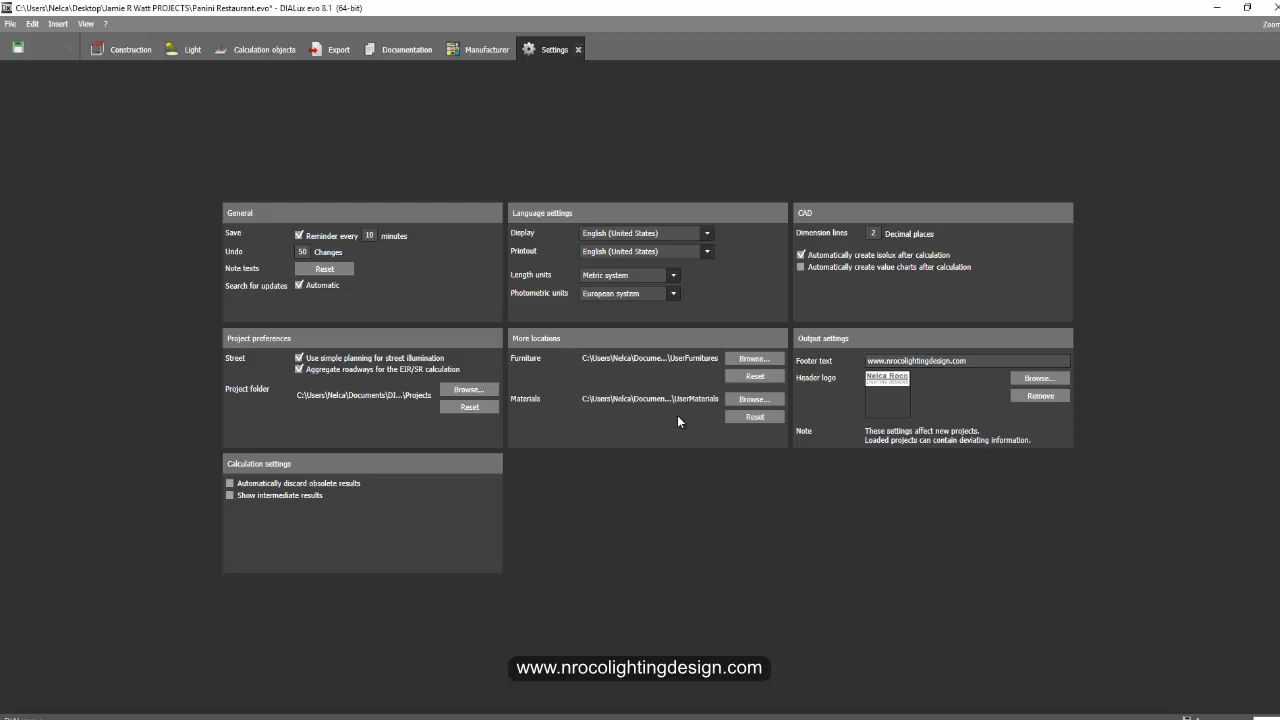 C:\Users\Nelca\Desktop\Jamie R Watt PROJECTS\Panini Restaurant.evo* - DIALux evo 8.1 (64-bit)
File Edit Insert View ?
Zoom
Construction Light Calculation objects Export Documentation Manufacturer Settings
General
Save Reminder every 10 minutes
Undo 50 Changes
Note texts Reset
Search for updates Automatic
Language settings
Display English (United States)
Printout English (United States)
Length units Metric system
Photometric units European system
CAD
Dimension lines 2 Decimal places
Automatically create isolux after calculation
Automatically create value charts after calculation
Project preferences
Street Use simple planning for street illumination
Aggregate roadways for the EIR/SR calculation
Project folder C:\Users\Nelca\Documents\DI...\Projects Browse...
Reset
More locations
Furniture C:\Users\Nelca\Docume...\UserFurnitures Browse...
Reset
Materials C:\Users\Nelca\Documen...\UserMaterials Browse...
Reset
Output settings
Footer text www.nrocolightingdesign.com
Header logo Nelca Roco Browse...
LIGHTING DESIGNS
Remove
Note These settings affect new projects.
Loaded projects can contain deviating information.
Calculation settings
Automatically discard obsolete results
Show intermediate results
www.nrocolightingdesign.com